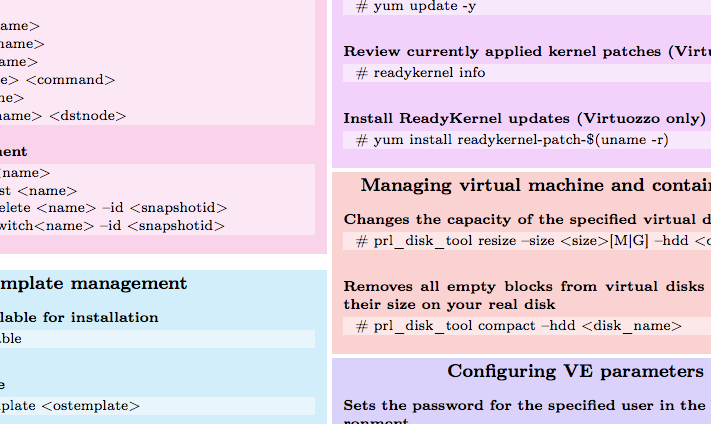 ame>
name>
ame>
e> <command>
me>
name> <dstnode>
ment
name>
st <name>
elete <name> –id <snapshotid>
witch<name> –id <snapshotid>
mplate management
lable for installation
able
e
plate <ostemplate>
# yum update -y
Review currently applied kernel patches (Virtu
# readykernel info
Install ReadyKernel updates (Virtuozzo only)
# yum install readykernel-patch-$(uname -r)
Managing virtual machine and contain
Changes the capacity of the specified virtual d
# prl_disk_tool resize –size <size>[M|G] –hdd <d
Removes all empty blocks from virtual disks
their size on your real disk
# prl_disk_tool compact –hdd <disk_name>
Configuring VE parameters
Sets the password for the specified user in the
ronment